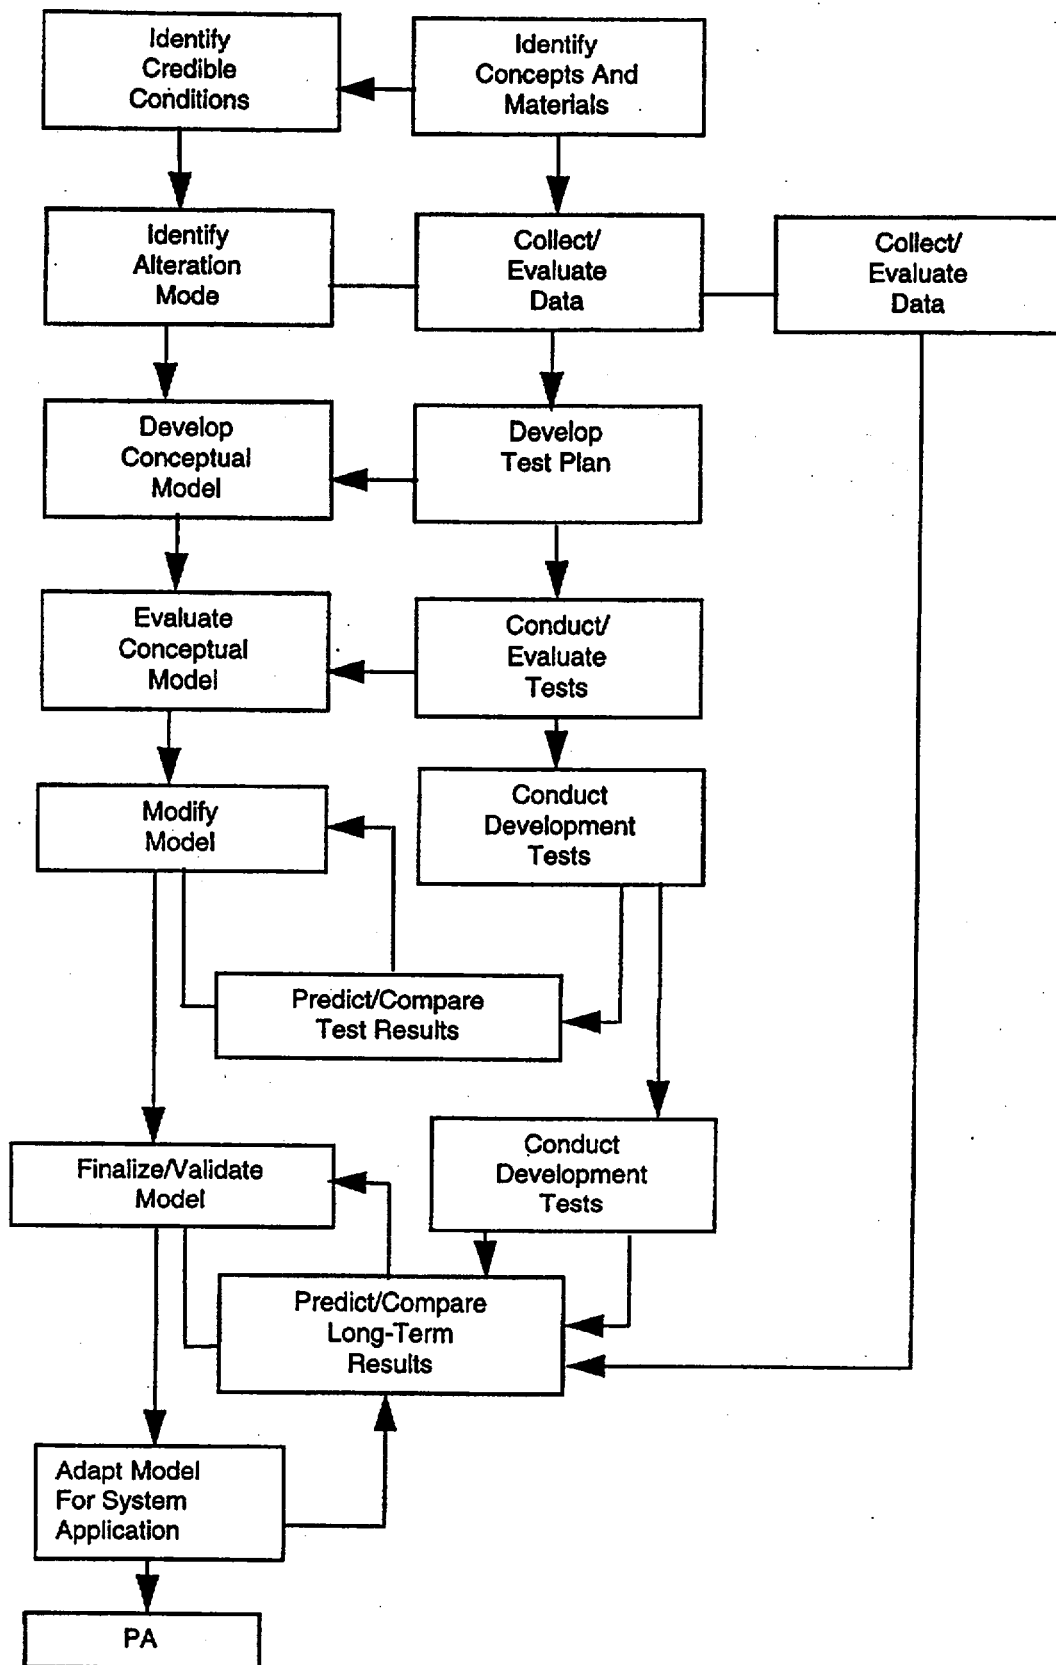 Identify
Credible
Conditions
Identify
Concepts And
Materials
Identify
Alteration
Mode
Collect/
Evaluate
Data
Collect/
Evaluate
Data
Develop
Conceptual
Model
Develop
Test Plan
Evaluate
Conceptual
Model
Conduct/
Evaluate
Tests
Modify
Model
Conduct
Development
Tests
Predict/Compare
Test Results
Finalize/Validate
Model
Conduct
Development
Tests
Predict/Compare
Long-Term
Results
Adapt Model
For System
Application
PA